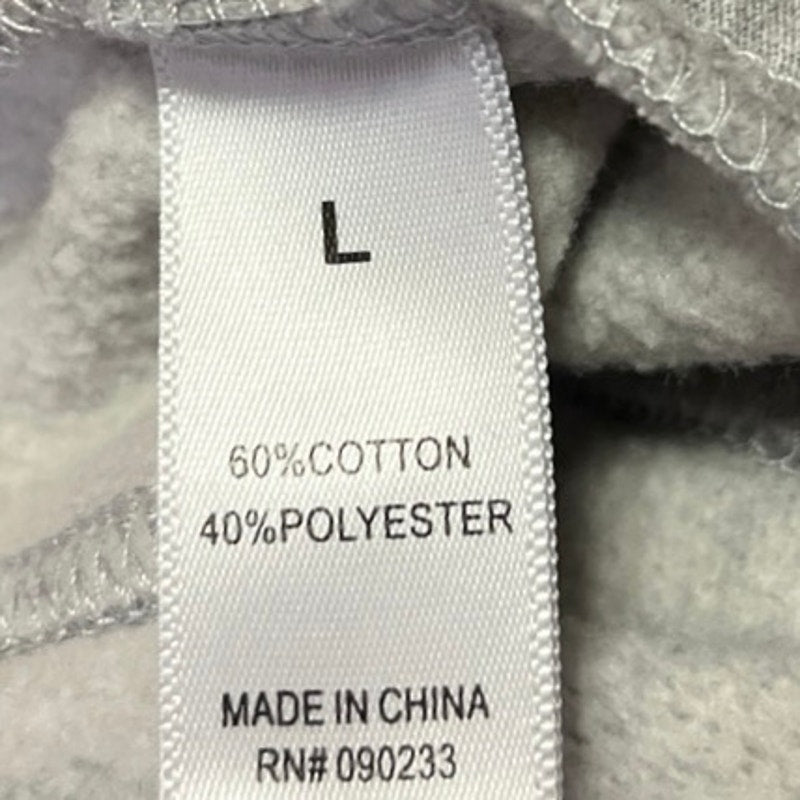 L
60%COTTON
40%POLYESTER
MADE IN CHINA
RN# 090233